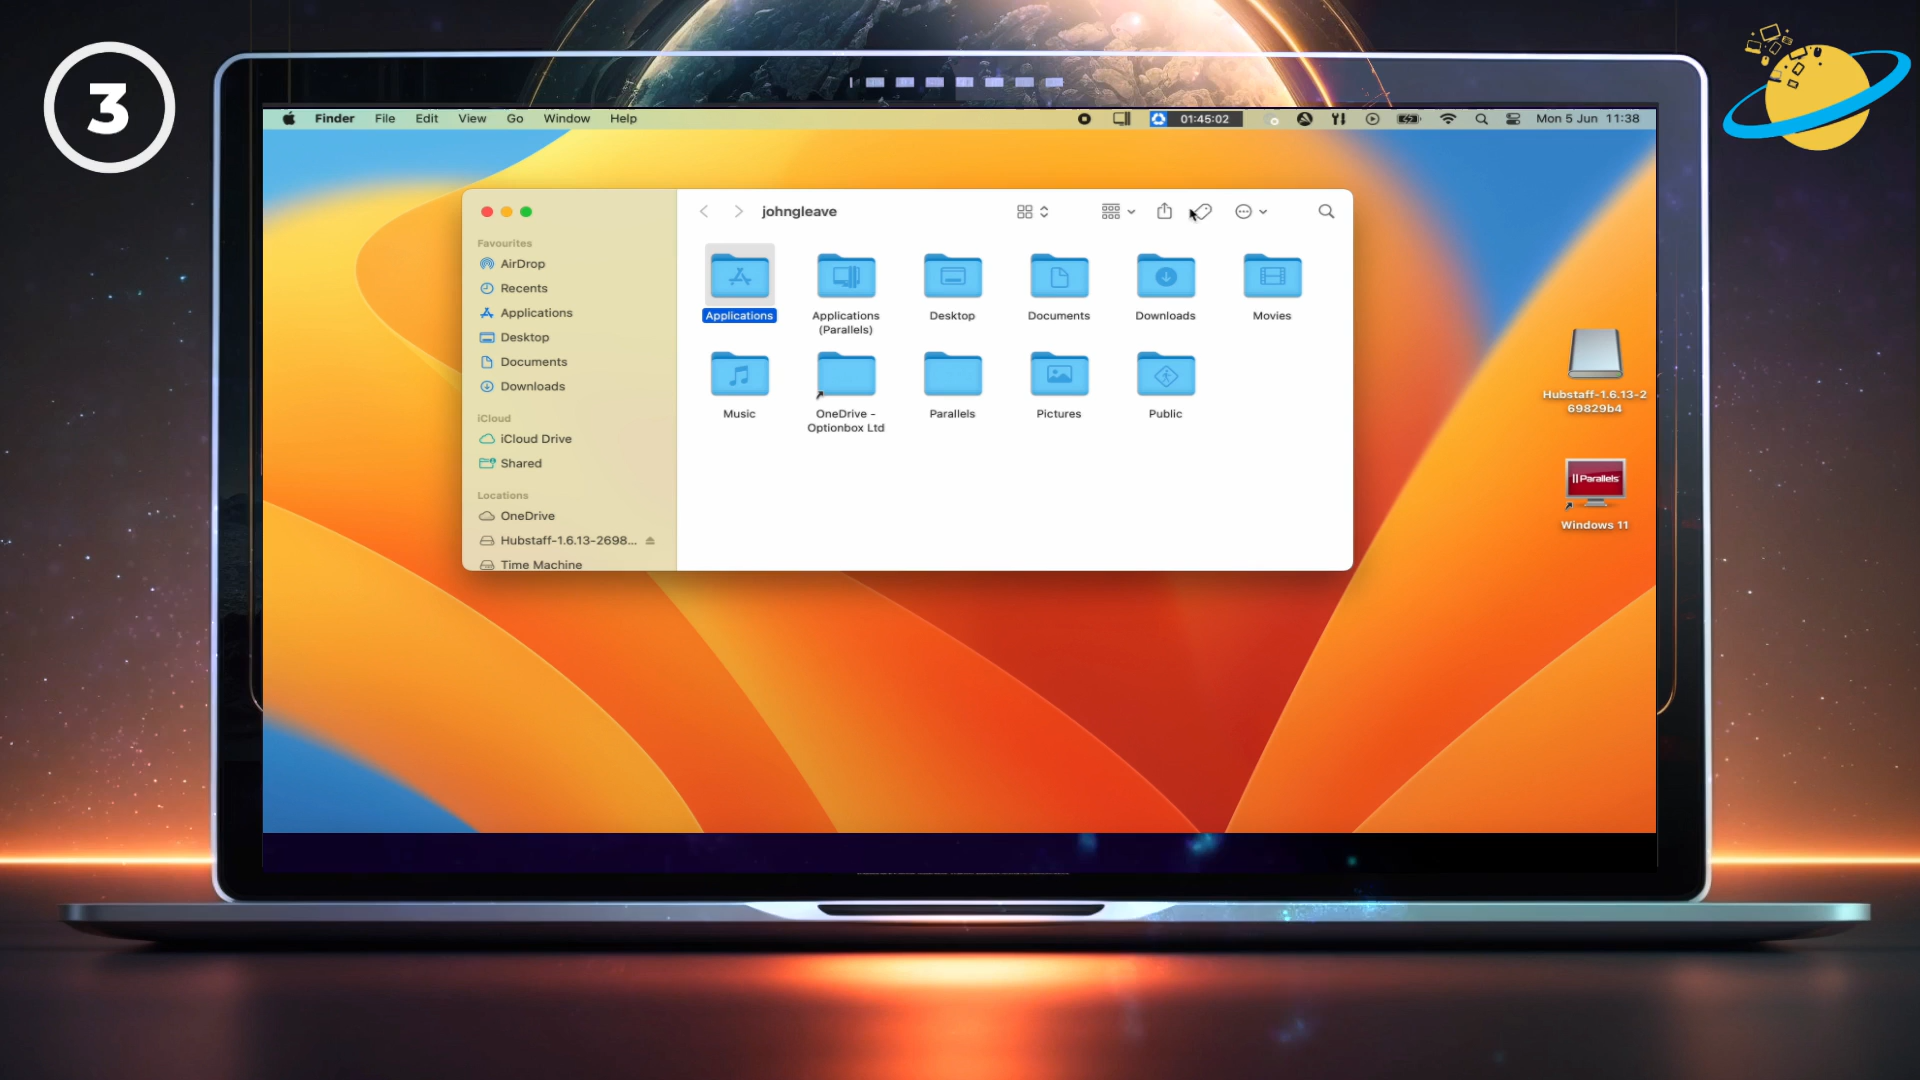 3
Finder File Edit View Go Window Help 01:45:02 Mon 5 Jun 11:38
johngleave
Favourites
AirDrop
Recents
Applications
Desktop
Documents
Downloads
iCloud
iCloud Drive
Shared
Locations
OneDrive
Hubstaff-1.6.13-2698...
Time Machine
Applications
Applications
(Parallels)
Desktop
Documents
Downloads
Movies
Music
OneDrive -
Optionbox Ltd
Parallels
Pictures
Public
Hubstaff-1.6.13-2
69829b4
Parallels
Windows 11